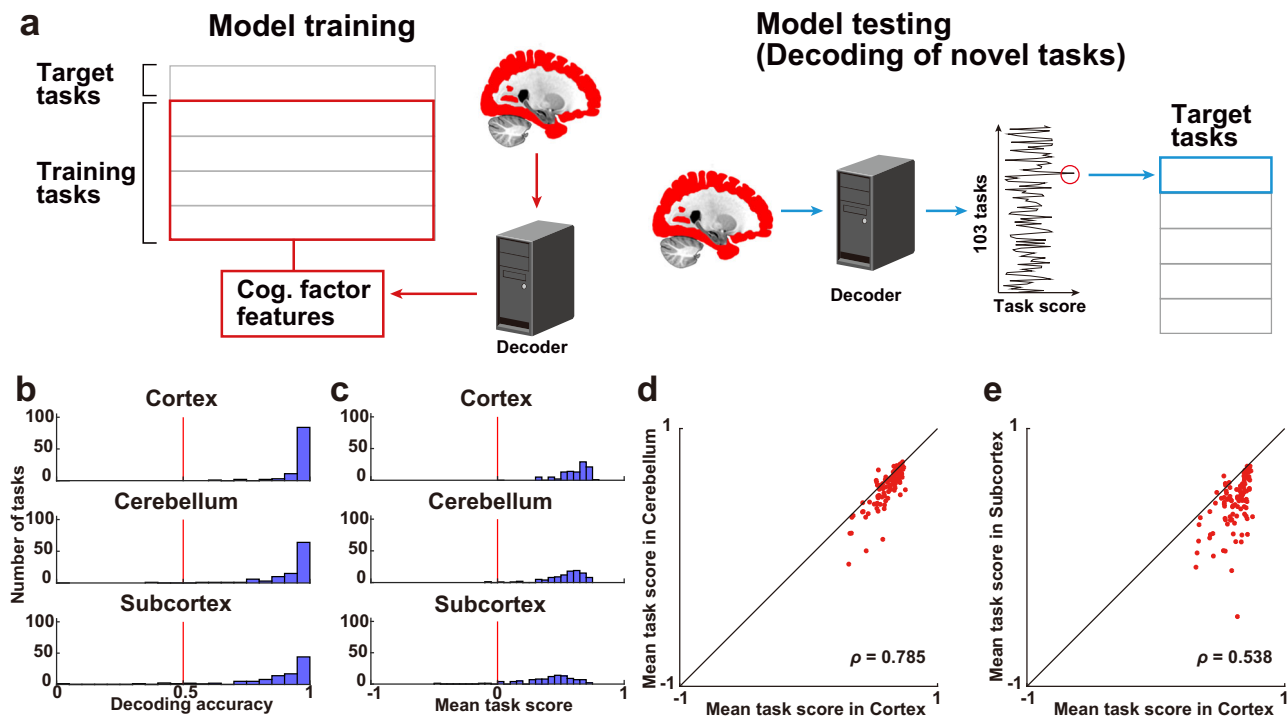 a
Model training
Target
tasks
Training
tasks
Cog. factor
features
Decoder
Model testing
(Decoding of novel tasks)
Decoder
103 tasks
Task score
Target
tasks
b
Cortex
100
50
0
Cerebellum
100
50
0
Subcortex
100
50
0
0
0.5
1
Number of tasks
Decoding accuracy
c
Cortex
100
50
0
Cerebellum
100
50
0
Subcortex
100
50
0
-1
0
1
Mean task score
d
1
Mean task score in Cerebellum
ρ = 0.785
-1
-1
1
Mean task score in Cortex
e
1
Mean task score in Subcortex
ρ = 0.538
-1
-1
1
Mean task score in Cortex